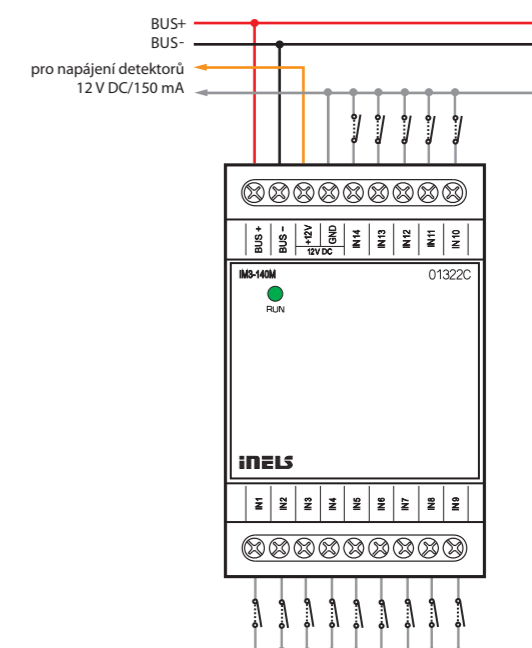 BUS+
BUS-
pro napájení detektorů
12 V DC/150 mA
BUS +
BUS –
+12V
GND
12V DC
IN14
IN13
IN12
IN11
IN10
IM3-140M
01322C
RUN
iNELS
IN1
IN2
IN3
IN4
IN5
IN6
IN7
IN8
IN9